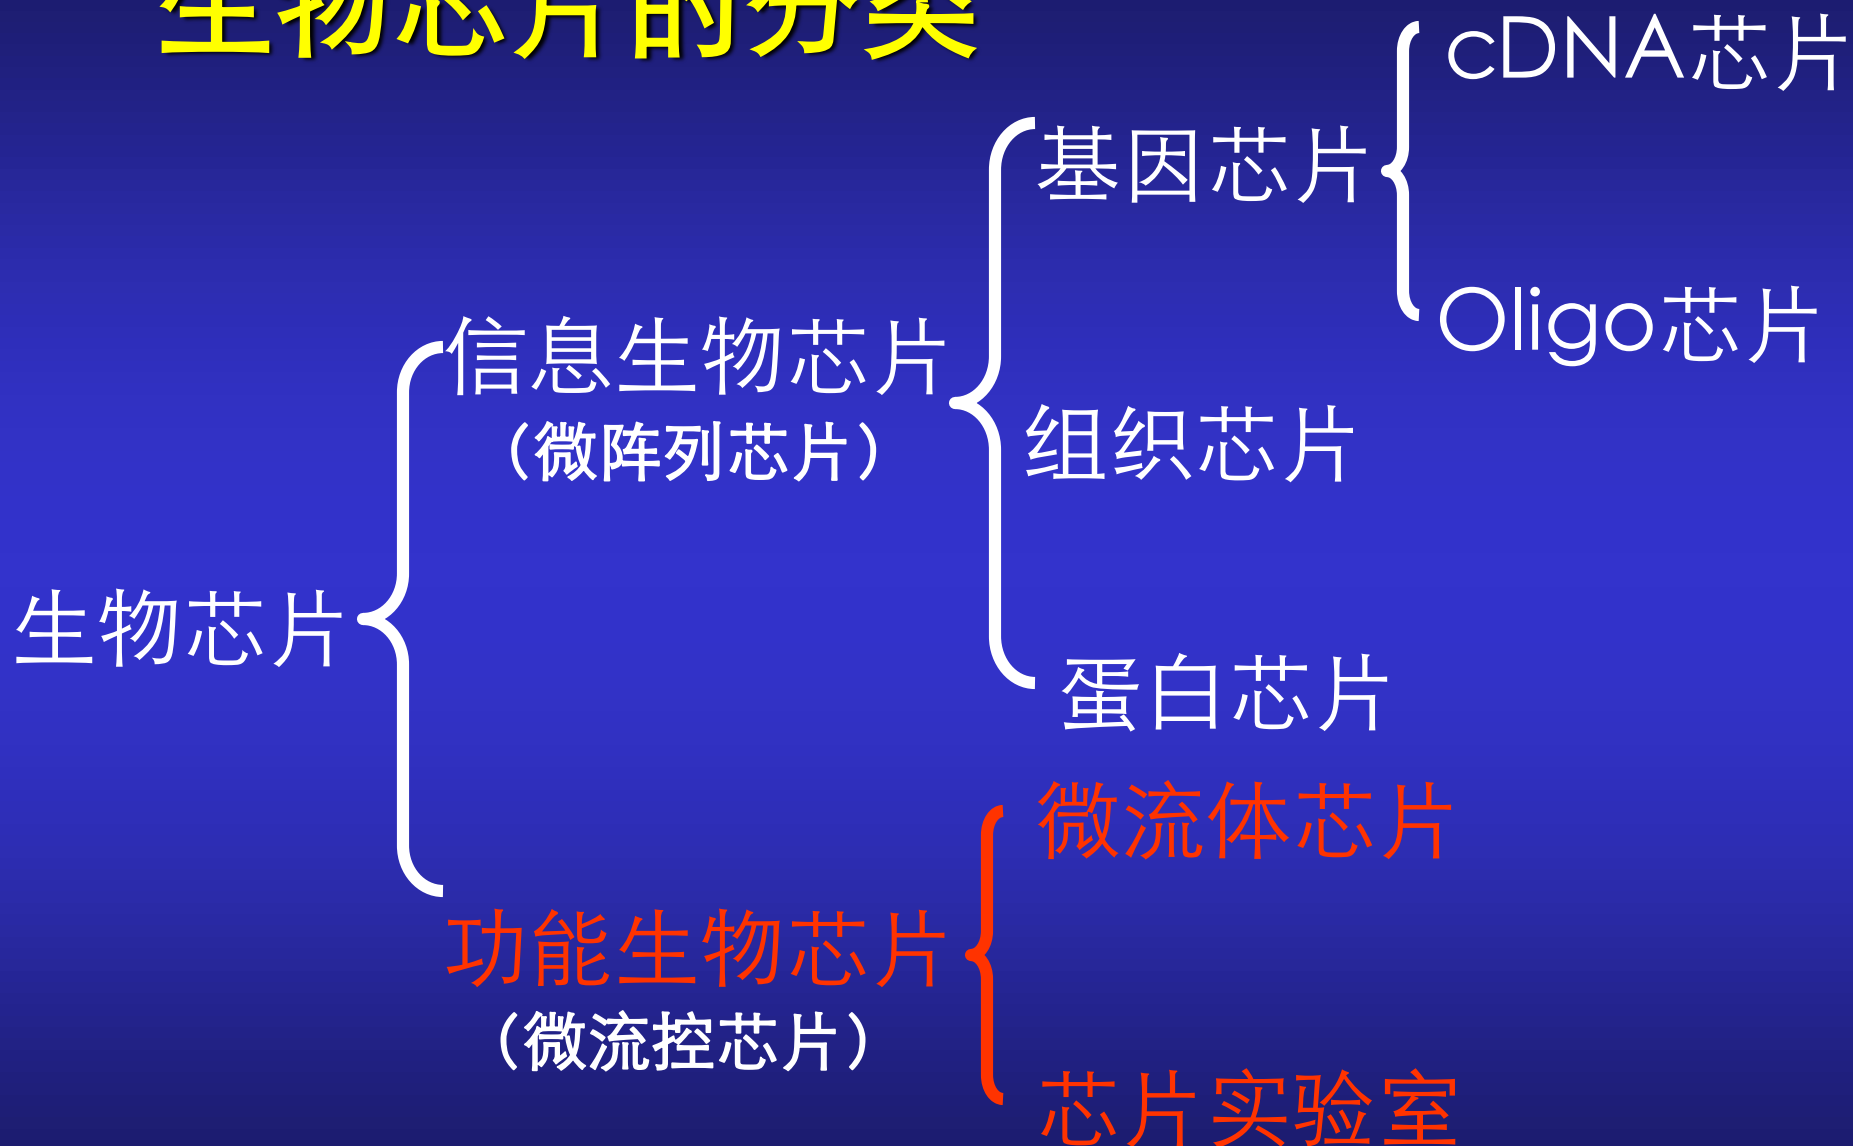 生物芯片的分类
cDNA芯片
基因芯片
Oligo芯片
信息生物芯片
（微阵列芯片）
组织芯片
生物芯片
蛋白芯片
微流体芯片
功能生物芯片
（微流控芯片）
芯片实验室